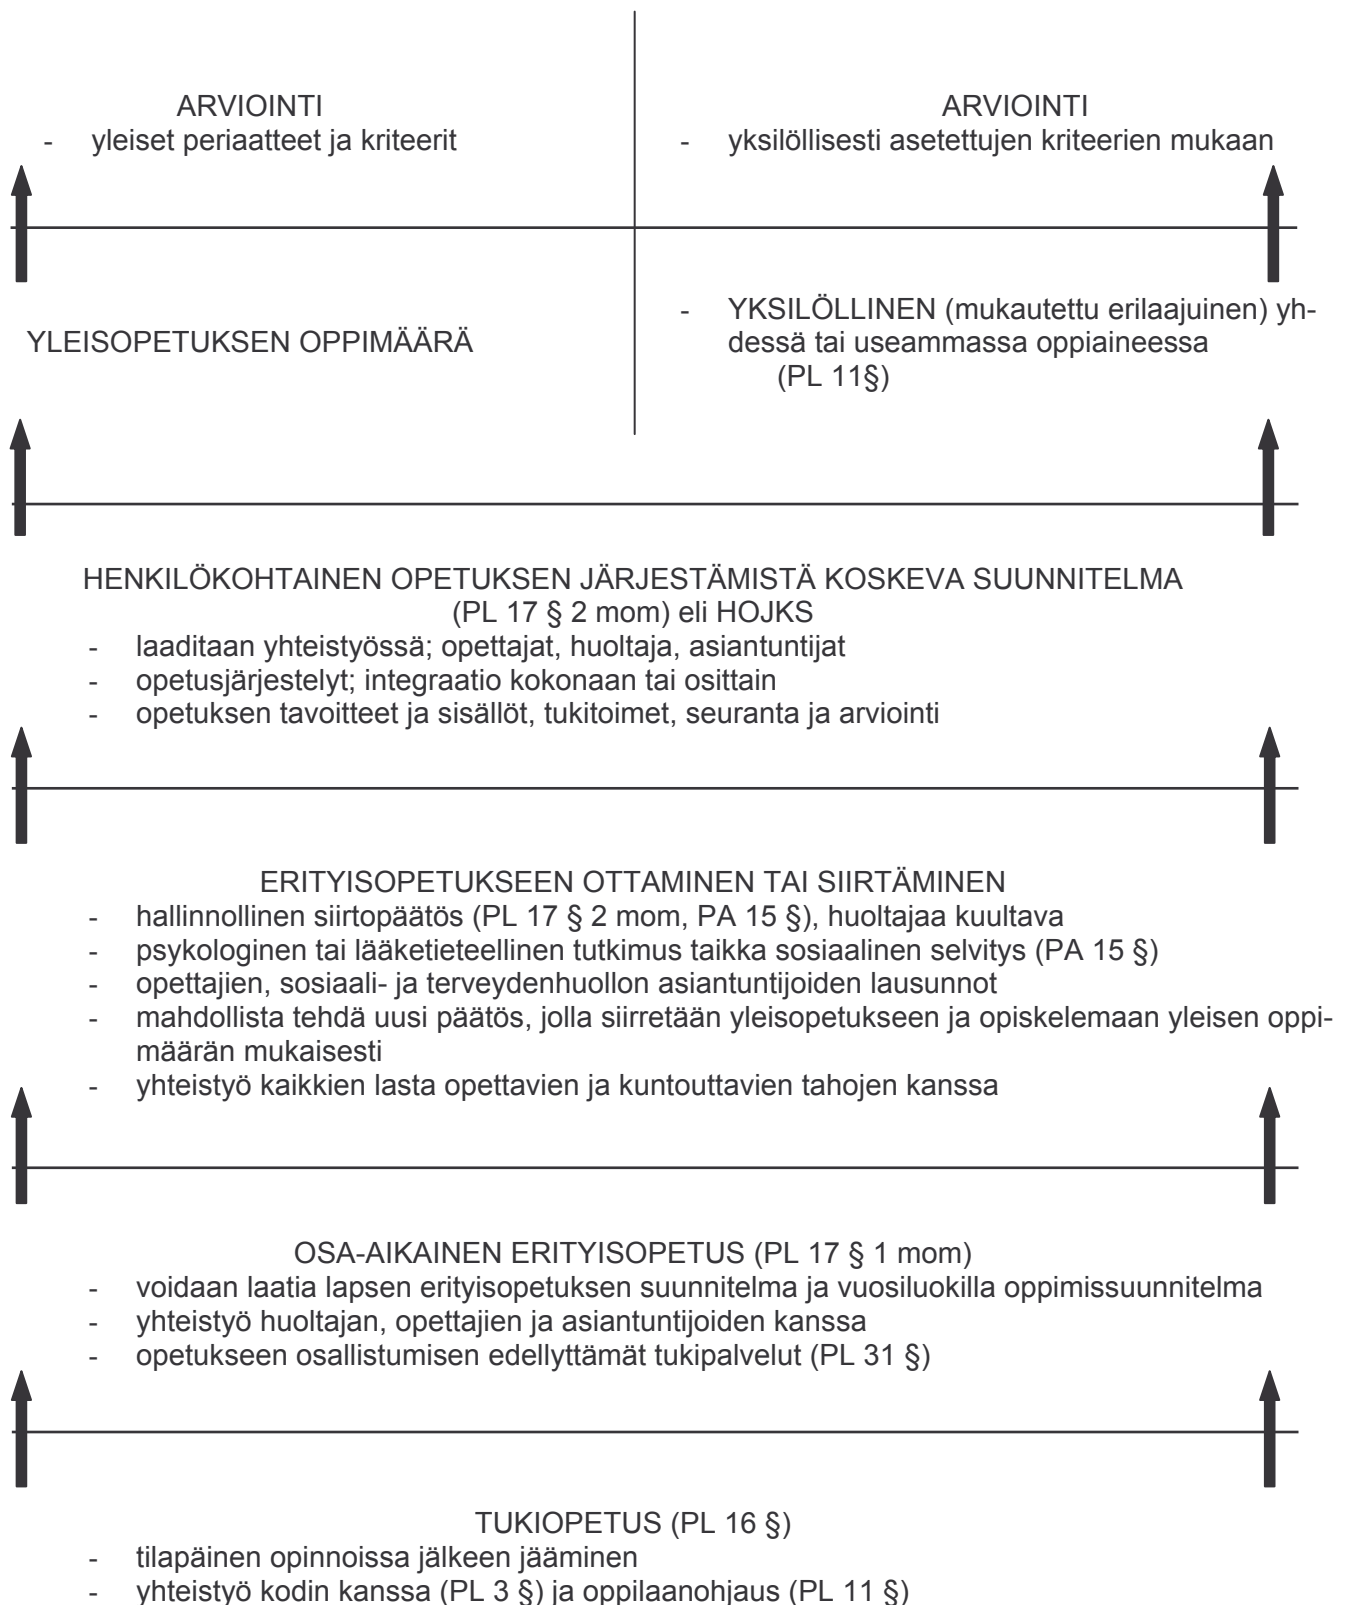 ARVIOINTI
- yleiset periaatteet ja kriteerit
ARVIOINTI
- yksilöllisesti asetettujen kriteerien mukaan
YLEISOPETUKSEN OPPIMÄÄRÄ
- YKSILÖLLINEN (mukautettu erilaajuinen) yh-
dessä tai useammassa oppiaineessa
(PL 11§)
HENKILÖKOHTAINEN OPETUKSEN JÄRJESTÄMISTÄ KOSKEVA SUUNNITELMA
(PL 17 § 2 mom) eli HOJKS
- laaditaan yhteistyössä; opettajat, huoltaja, asiantuntijat
- opetusjärjestelyt; integraatio kokonaan tai osittain
- opetuksen tavoitteet ja sisällöt, tukitoimet, seuranta ja arviointi
ERITYISOPETUKSEEN OTTAMINEN TAI SIIRTÄMINEN
- hallinnollinen siirtopäätös (PL 17 § 2 mom, PA 15 §), huoltajaa kuultava
- psykologinen tai lääketieteellinen tutkimus taikka sosiaalinen selvitys (PA 15 §)
- opettajien, sosiaali- ja terveydenhuollon asiantuntijoiden lausunnot
- mahdollista tehdä uusi päätös, jolla siirretään yleisopetukseen ja opiskelemaan yleisen oppi-
määrän mukaisesti
- yhteistyö kaikkien lasta opettavien ja kuntouttavien tahojen kanssa
OSA-AIKAINEN ERITYISOPETUS (PL 17 § 1 mom)
- voidaan laatia lapsen erityisopetuksen suunnitelma ja vuosiluokilla oppimissuunnitelma
- yhteistyö huoltajan, opettajien ja asiantuntijoiden kanssa
- opetukseen osallistumisen edellyttämät tukipalvelut (PL 31 §)
TUKIOPETUS (PL 16 §)
- tilapäinen opinnoissa jälkeen jääminen
- yhteistyö kodin kanssa (PL 3 §) ja oppilaanohjaus (PL 11 §)